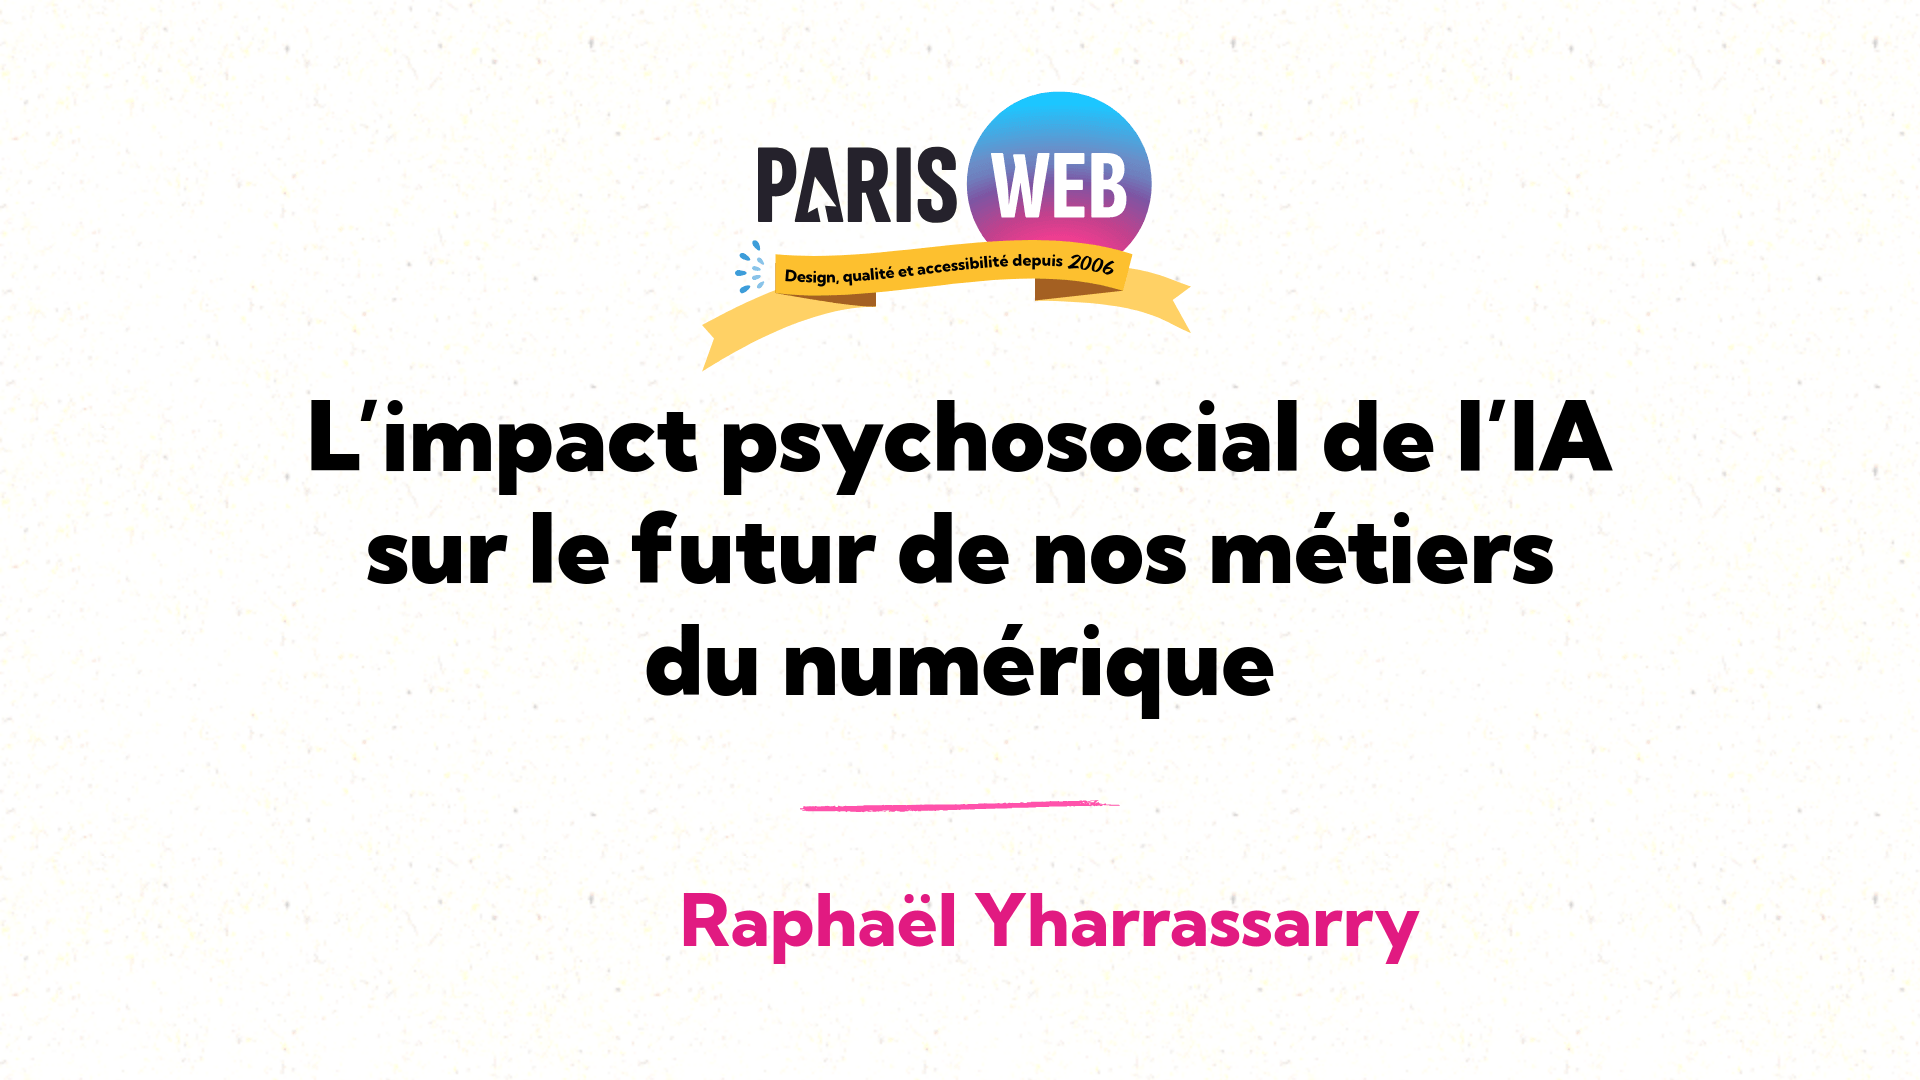 PARIS WEB
Design, qualité et accessibilité depuis 2006
L’impact psychosocial de l’IA
sur le futur de nos métiers
du numérique
Raphaël Yharrassarry